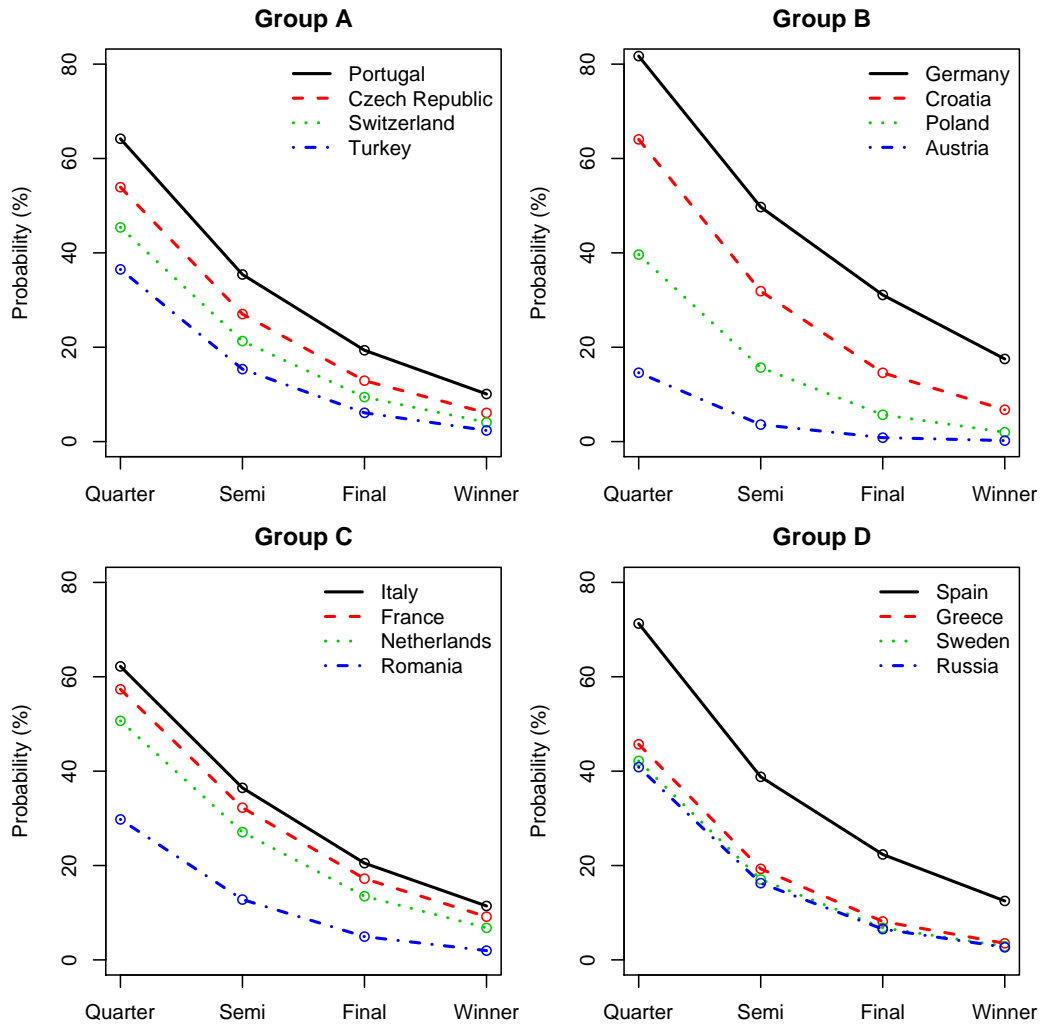 Group A
Probability (%)
80
60
40
20
0
Portugal
Czech Republic
Switzerland
Turkey
Quarter Semi Final Winner
Group B
Probability (%)
80
60
40
20
0
Germany
Croatia
Poland
Austria
Quarter Semi Final Winner
Group C
Probability (%)
80
60
40
20
0
Italy
France
Netherlands
Romania
Quarter Semi Final Winner
Group D
Probability (%)
80
60
40
20
0
Spain
Greece
Sweden
Russia
Quarter Semi Final Winner